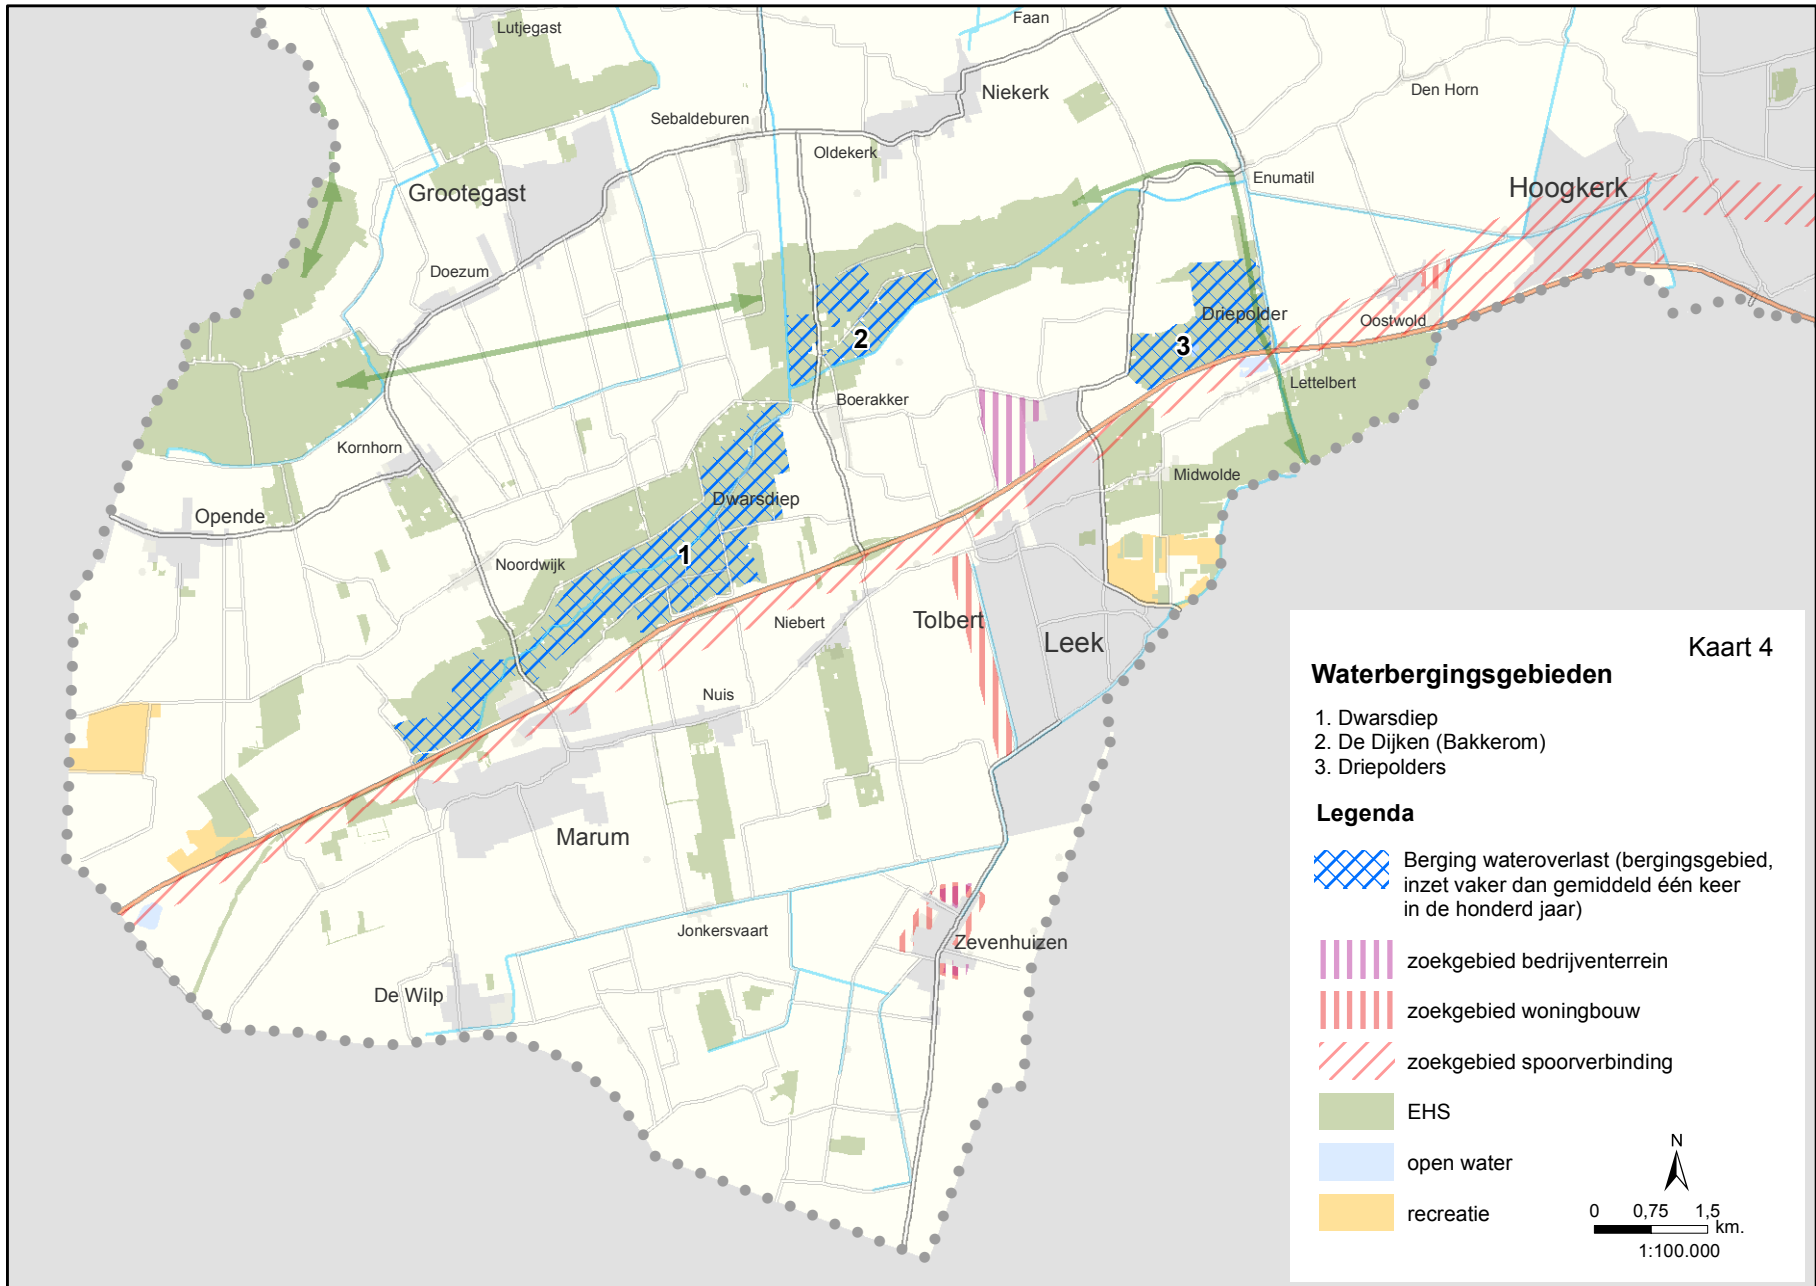 Faan
Lutjegast
Niekerk
Den Horn
Sebaldeburen
Oldekerk
Enumatil
Hoogkerk
Grootegast
Doezum
Driepolder
Oostwold
2
3
Lettelbert
Boerakker
Kornhorn
Midwolde
Dwarsdiep
Opende
1
Noordwijk
Niebert
Tolbert
Leek
Nuis
Marum
Jonkersvaart
Zevenhuizen
De Wilp
Kaart 4
Waterbergingsgebieden
1. Dwarsdiep
2. De Dijken (Bakkerom)
3. Driepolders
Legenda
Berging wateroverlast (bergingsgebied,
inzet vaker dan gemiddeld één keer
in de honderd jaar)
zoekgebied bedrijventerrein
zoekgebied woningbouw
zoekgebied spoorverbinding
EHS
open water
recreatie
N
0 0,75 1,5
km.
1:100.000